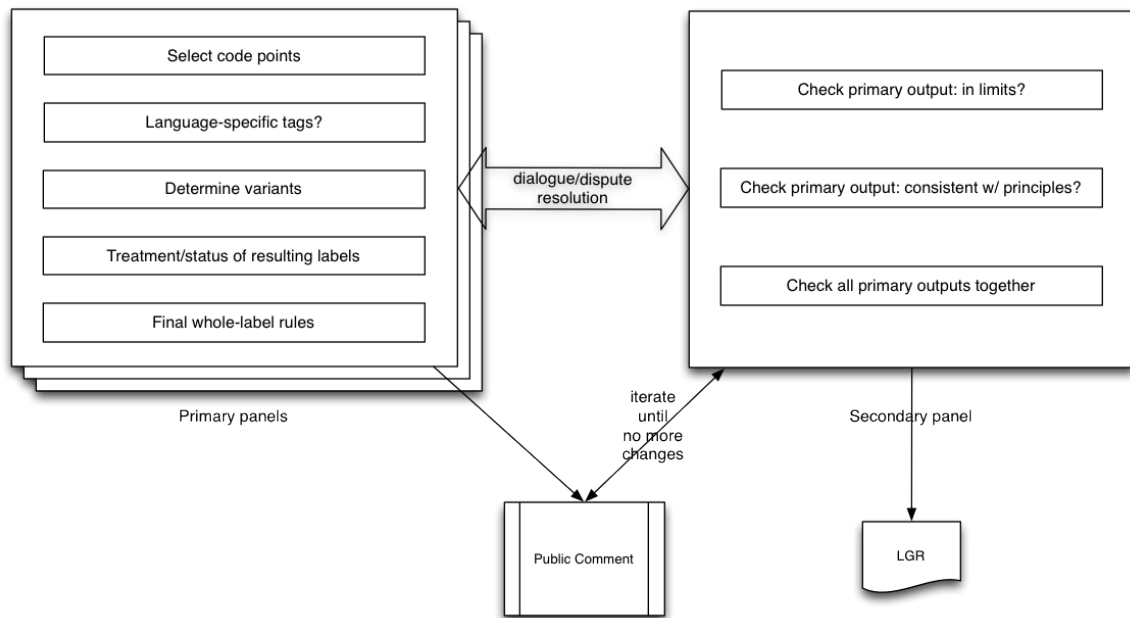 Select code points
Language-specific tags?
Determine variants
Treatment/status of resulting labels
Final whole-label rules
Primary panels
dialogue/dispute
resolution
Check primary output: in limits?
Check primary output: consistent w/ principles?
Check all primary outputs together
Secondary panel
iterate
until
no more
changes
Public Comment
LGR